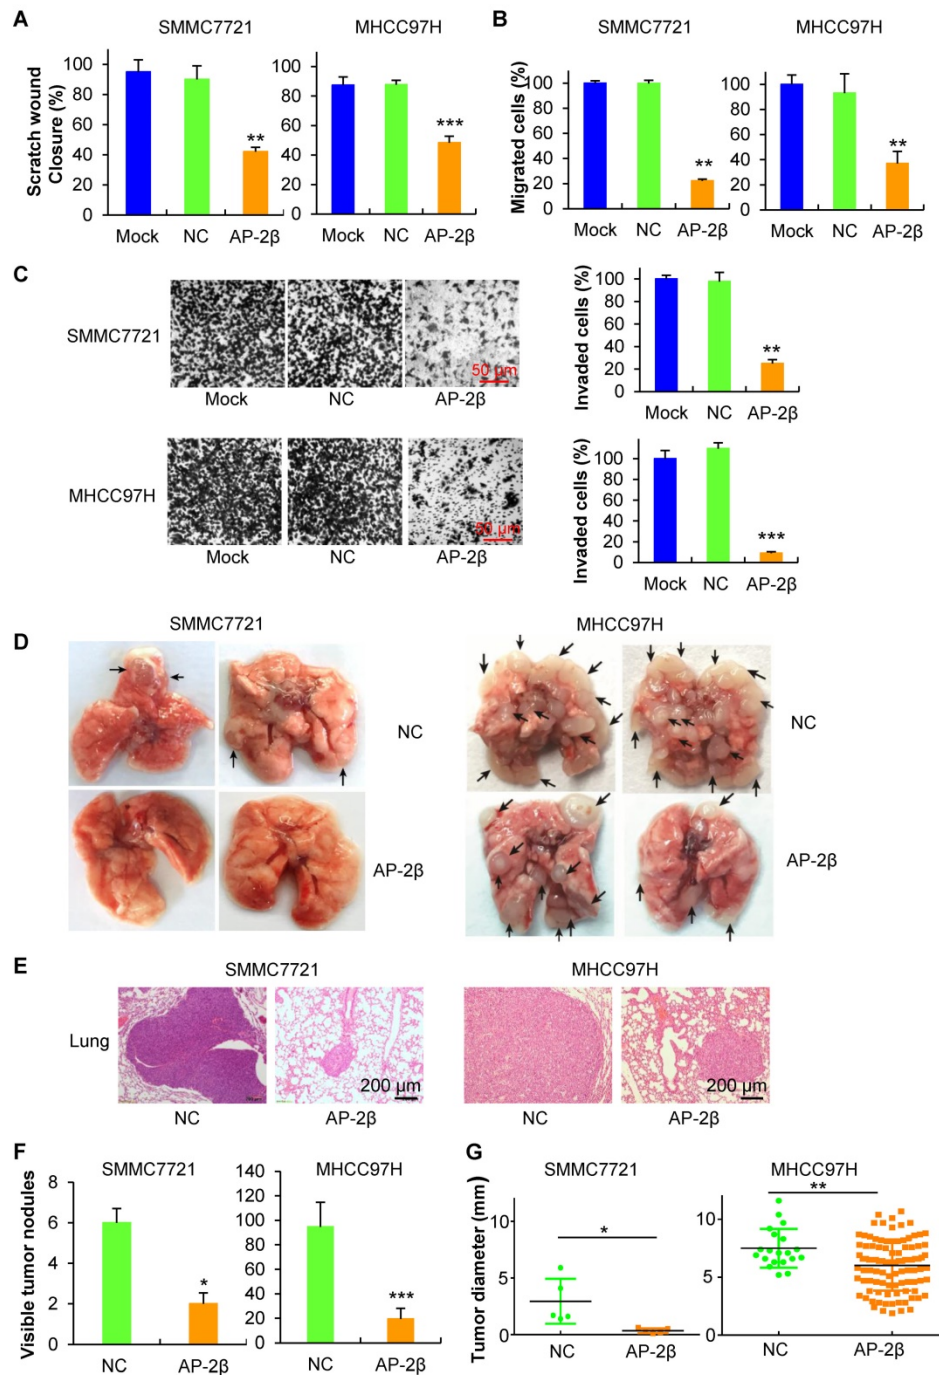 A
SMMC7721
MHCC97H
Scratch wound
Closure (%)
100
80
60
40
20
0
**
Mock NC AP-2β
100
80
60
40
20
0
***
Mock NC AP-2β
B
SMMC7721
MHCC97H
Migrated cells (%)
120
100
80
60
40
20
0
**
Mock NC AP-2β
120
100
80
60
40
20
0
**
Mock NC AP-2β
C
SMMC7721
50 µm
Mock NC AP-2β
Invaded cells (%)
100
80
60
40
20
0
**
Mock NC AP-2β
MHCC97H
50 µm
Mock NC AP-2β
Invaded cells (%)
100
80
60
40
20
0
***
Mock NC AP-2β
D
SMMC7721
MHCC97H
NC
NC
AP-2β
AP-2β
E
SMMC7721
MHCC97H
Lung
200 µm
200 µm
NC AP-2β NC AP-2β
F
SMMC7721
MHCC97H
Visible tumor nodules
8
6
4
2
0
*
NC AP-2β
140
120
100
80
60
40
20
0
***
NC AP-2β
G
SMMC7721
MHCC97H
Tumor diameter (mm)
10
5
0
*
NC AP-2β
10
5
0
**
NC AP-2β